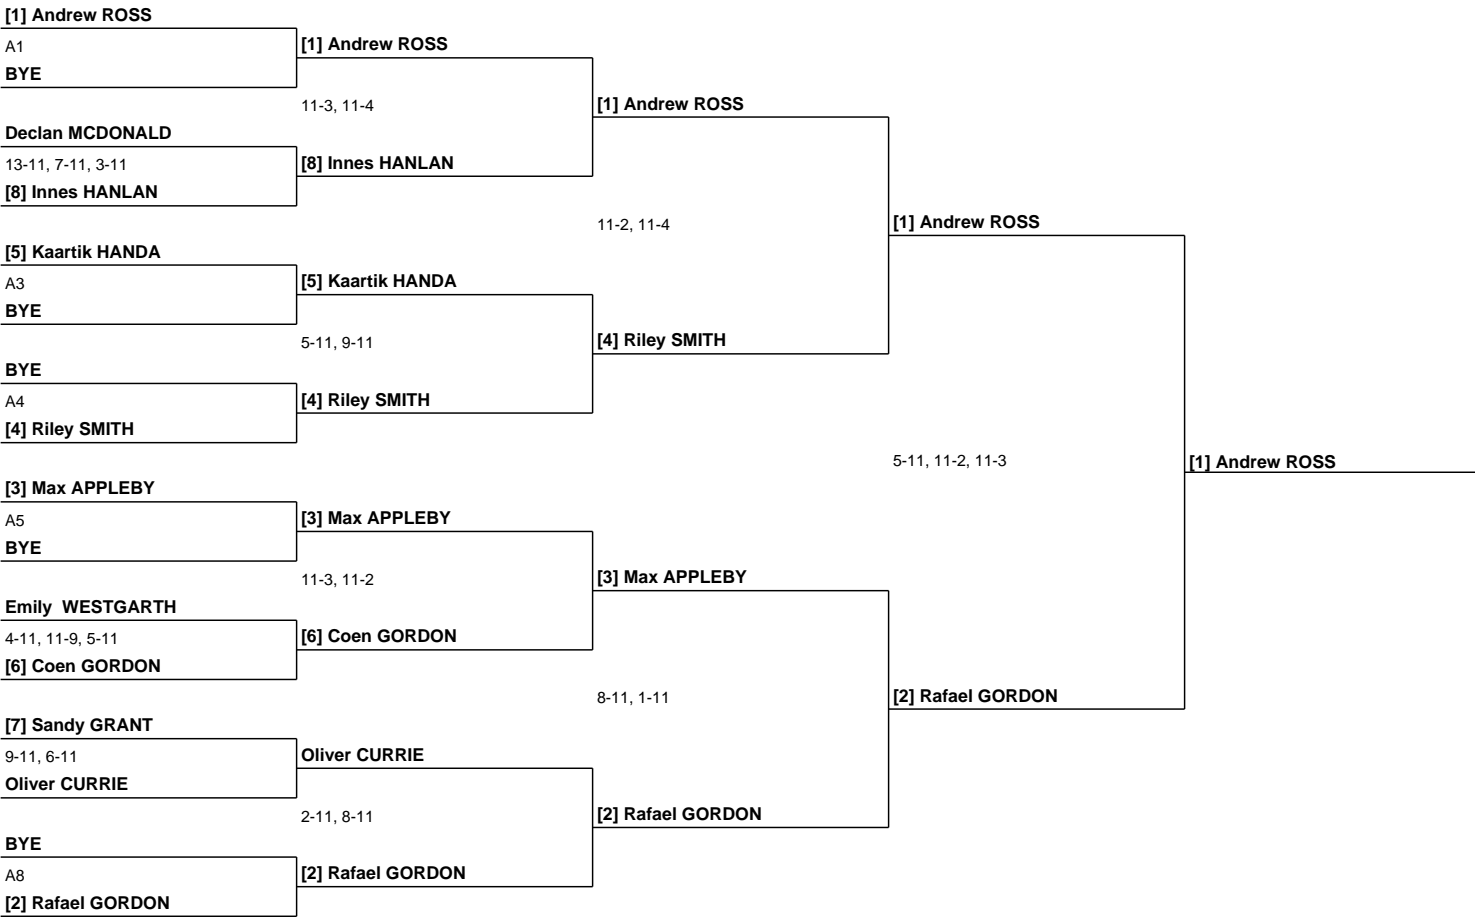 [1] Andrew ROSS
A1
BYE
Declan MCDONALD
13-11, 7-11, 3-11
[8] Innes HANLAN
[5] Kaartik HANDA
A3
BYE
BYE
A4
[4] Riley SMITH
[3] Max APPLEBY
A5
BYE
Emily WESTGARTH
4-11, 11-9, 5-11
[6] Coen GORDON
[7] Sandy GRANT
9-11, 6-11
Oliver CURRIE
BYE
A8
[2] Rafael GORDON
[1] Andrew ROSS
11-3, 11-4
[8] Innes HANLAN
[5] Kaartik HANDA
5-11, 9-11
[4] Riley SMITH
[3] Max APPLEBY
11-3, 11-2
[6] Coen GORDON
Oliver CURRIE
2-11, 8-11
[2] Rafael GORDON
[1] Andrew ROSS
11-2, 11-4
[4] Riley SMITH
[3] Max APPLEBY
8-11, 1-11
[2] Rafael GORDON
[1] Andrew ROSS
5-11, 11-2, 11-3
[2] Rafael GORDON
[1] Andrew ROSS